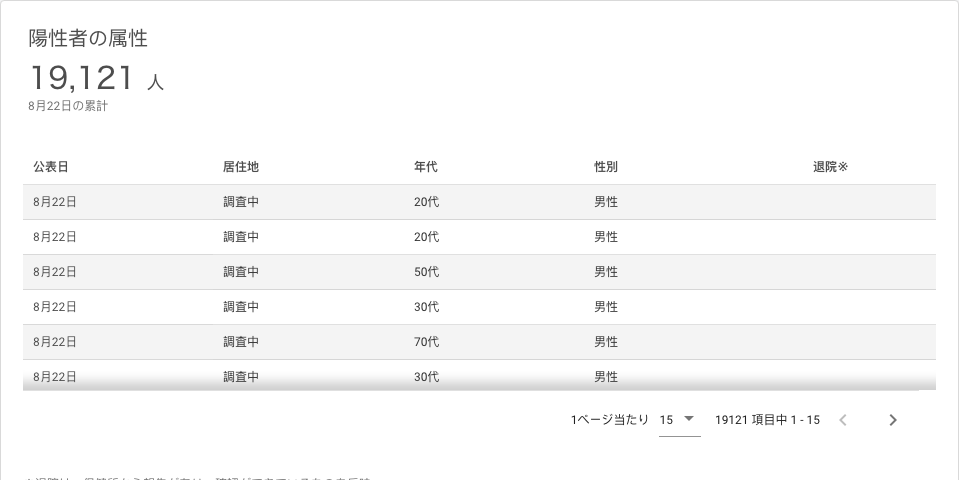 陽性者の属性
19,121 人
8月22日の累計
公表日 居住地 年代 性別 退院※
8月22日 調査中 20代 男性
8月22日 調査中 20代 男性
8月22日 調査中 50代 男性
8月22日 調査中 30代 男性
8月22日 調査中 70代 男性
8月22日 調査中 30代 男性
1ページ当たり 15 19121 項目中 1 - 15